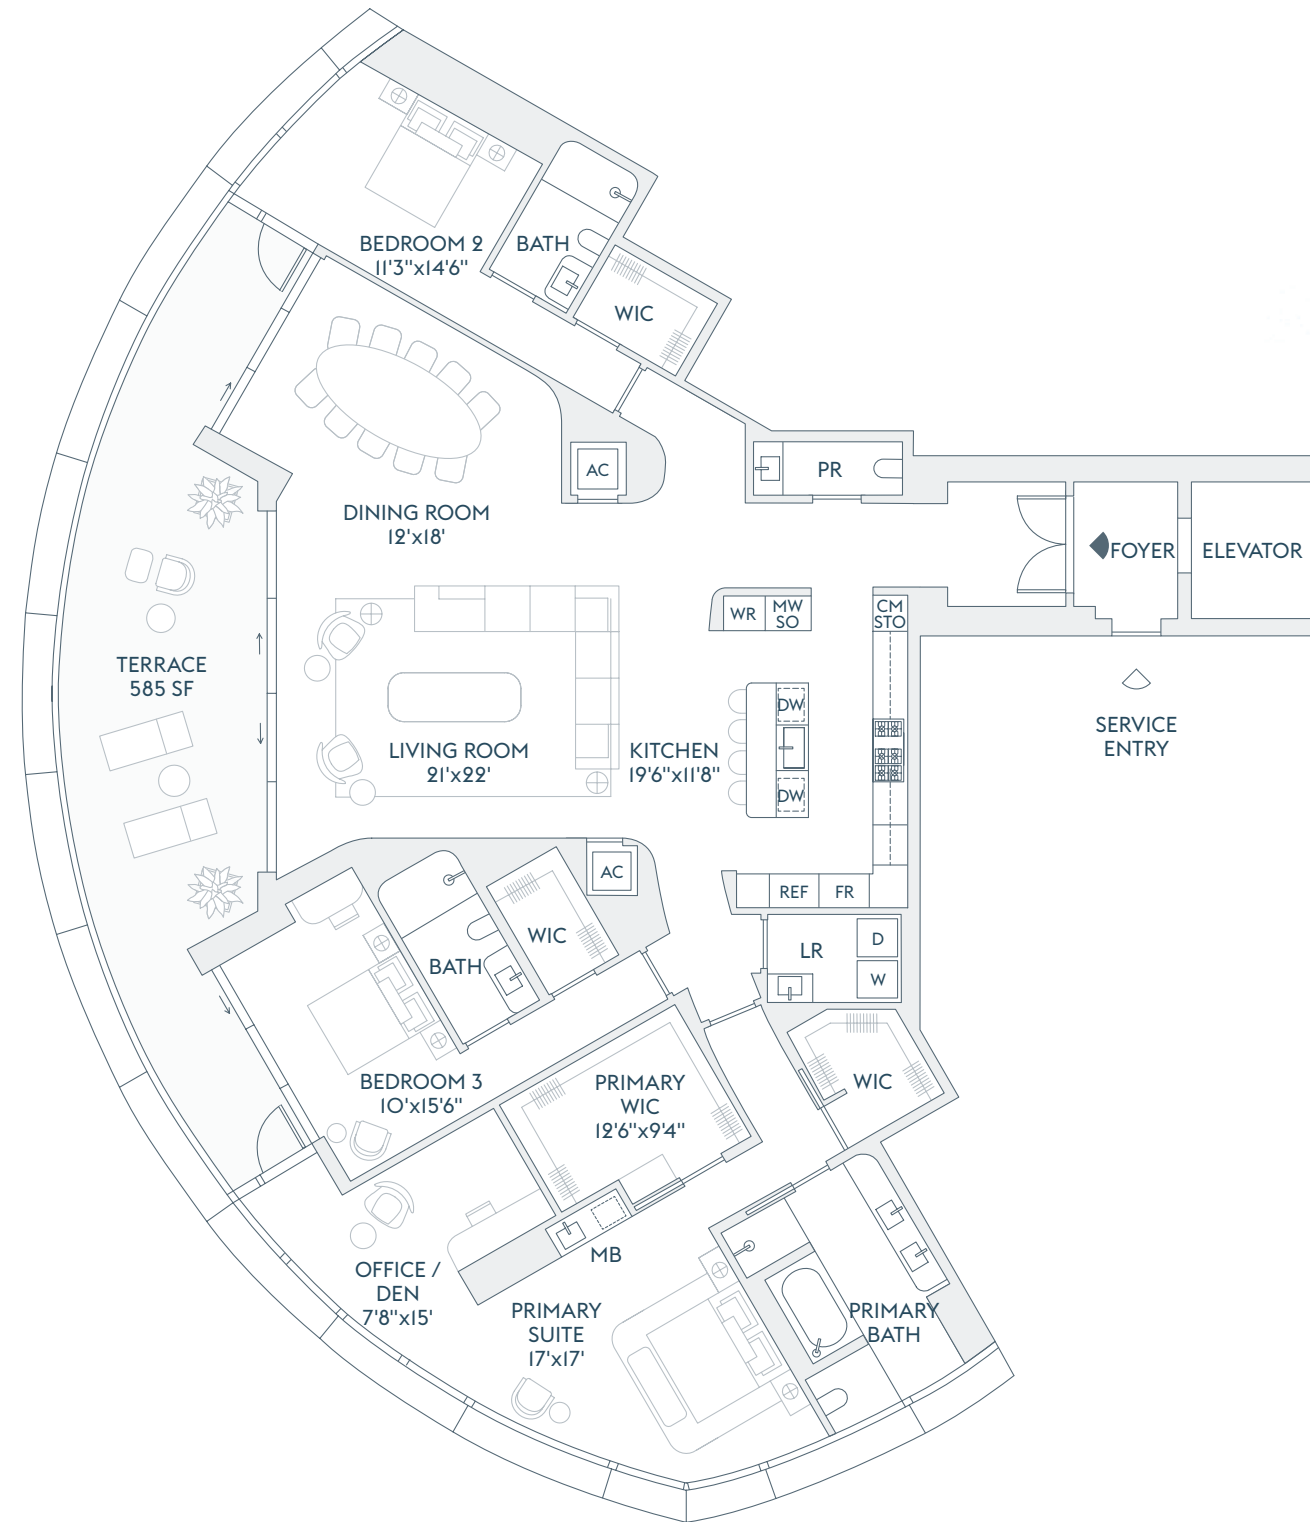 BEDROOM 2
11'3"x14'6"
BATH
WIC
AC
PR
DINING ROOM
12'x18'
FOYER
ELEVATOR
WR
MW
SO
CM
STO
TERRACE
585 SF
DW
SERVICE
ENTRY
LIVING ROOM
21'x22'
KITCHEN
19'6"x11'8"
DW
AC
REF
FR
WIC
LR
D
W
BATH
BEDROOM 3
10'x15'6"
PRIMARY
WIC
12'6"x9'4"
WIC
MB
OFFICE /
DEN
7'8"x15'
PRIMARY
SUITE
17'x17'
PRIMARY
BATH